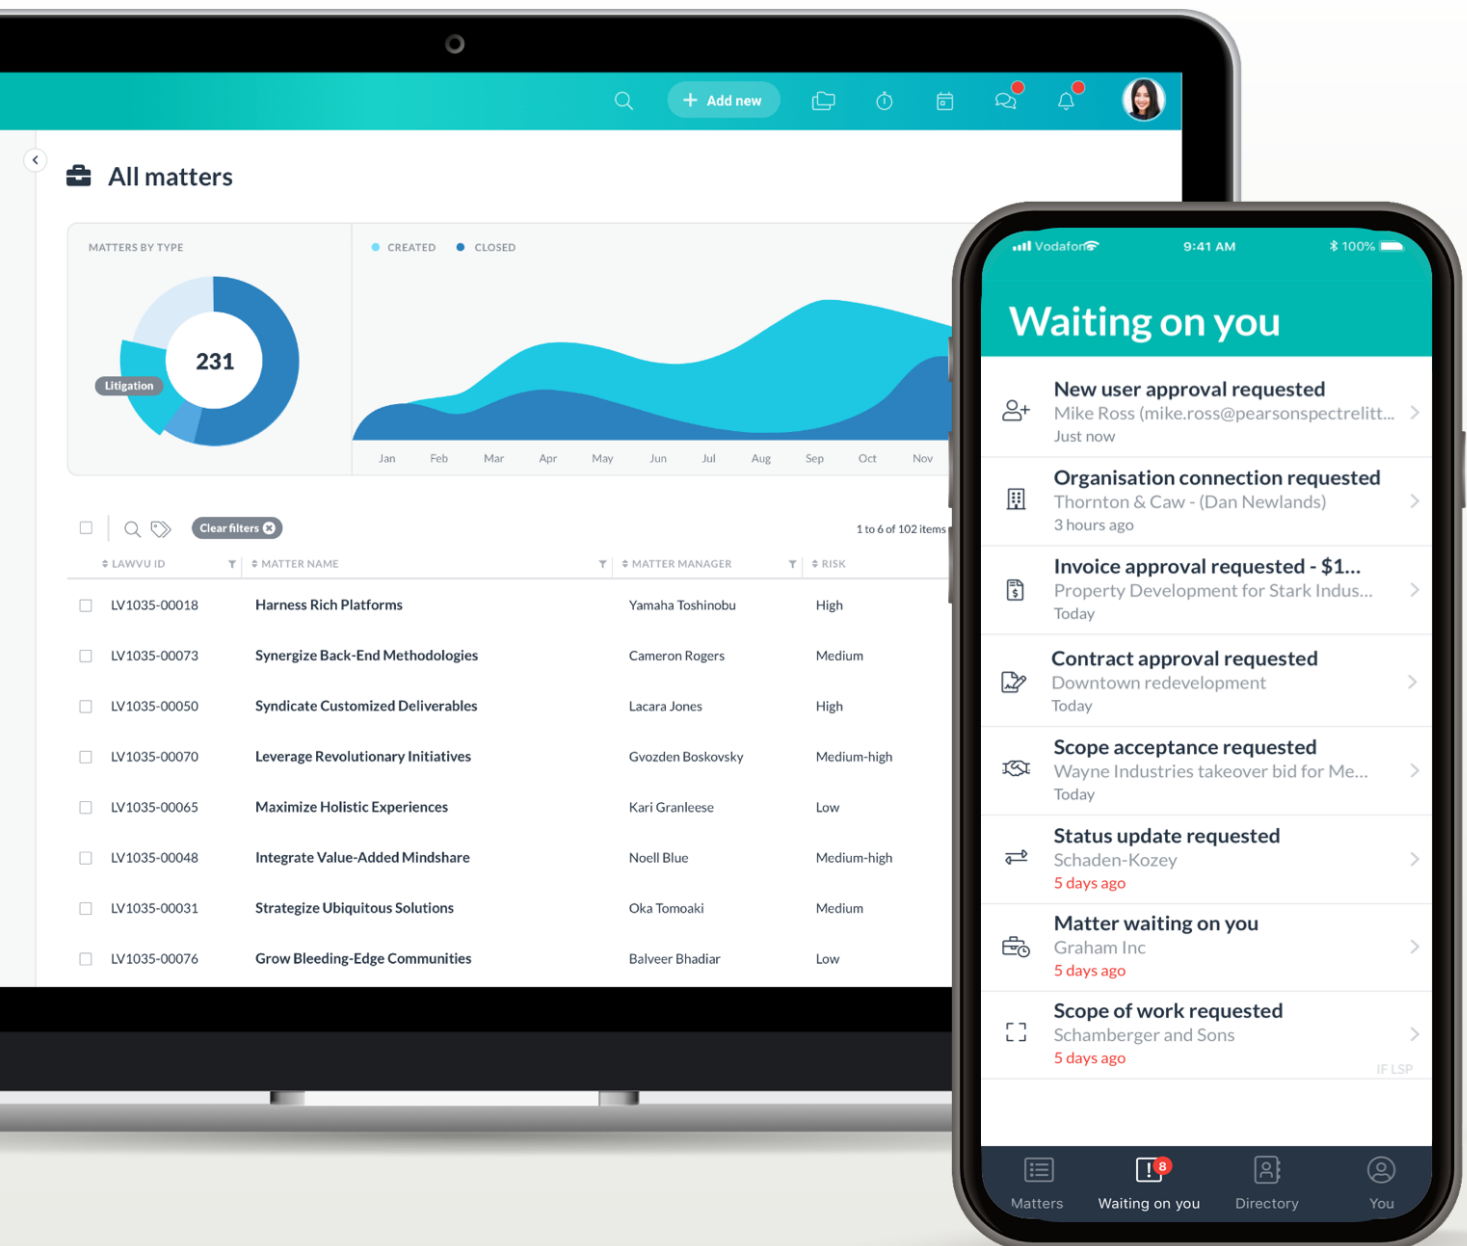 Add new
All matters
MATTERS BY TYPE
CREATED CLOSED
231
Litigation
Jan Feb Mar Apr May Jun Jul Aug Sep Oct Nov
Clear filters
1 to 6 of 102 items
LAWVU ID MATTER NAME MATTER MANAGER RISK
LV1035-00018 Harness Rich Platforms Yamaha Toshinobu High
LV1035-00073 Synergize Back-End Methodologies Cameron Rogers Medium
LV1035-00050 Syndicate Customized Deliverables Lacara Jones High
LV1035-00070 Leverage Revolutionary Initiatives Gvozden Boskovsky Medium-high
LV1035-00065 Maximize Holistic Experiences Kari Granleese Low
LV1035-00048 Integrate Value-Added Mindshare Noell Blue Medium-high
LV1035-00031 Strategize Ubiquitous Solutions Oka Tomoaki Medium
LV1035-00076 Grow Bleeding-Edge Communities Balveer Bhadiar Low
Vodafone 9:41 AM 100%
Waiting on you
New user approval requested
Mike Ross (mike.ross@pearsonspectrelitt...
Just now
Organisation connection requested
Thornton & Caw - (Dan Newlands)
3 hours ago
Invoice approval requested - $1...
Property Development for Stark Indus...
Today
Contract approval requested
Downtown redevelopment
Today
Scope acceptance requested
Wayne Industries takeover bid for Me...
Today
Status update requested
Schaden-Kozey
5 days ago
Matter waiting on you
Graham Inc
5 days ago
Scope of work requested
Schamberger and Sons
5 days ago
IF LSP
8
Matters Waiting on you Directory You